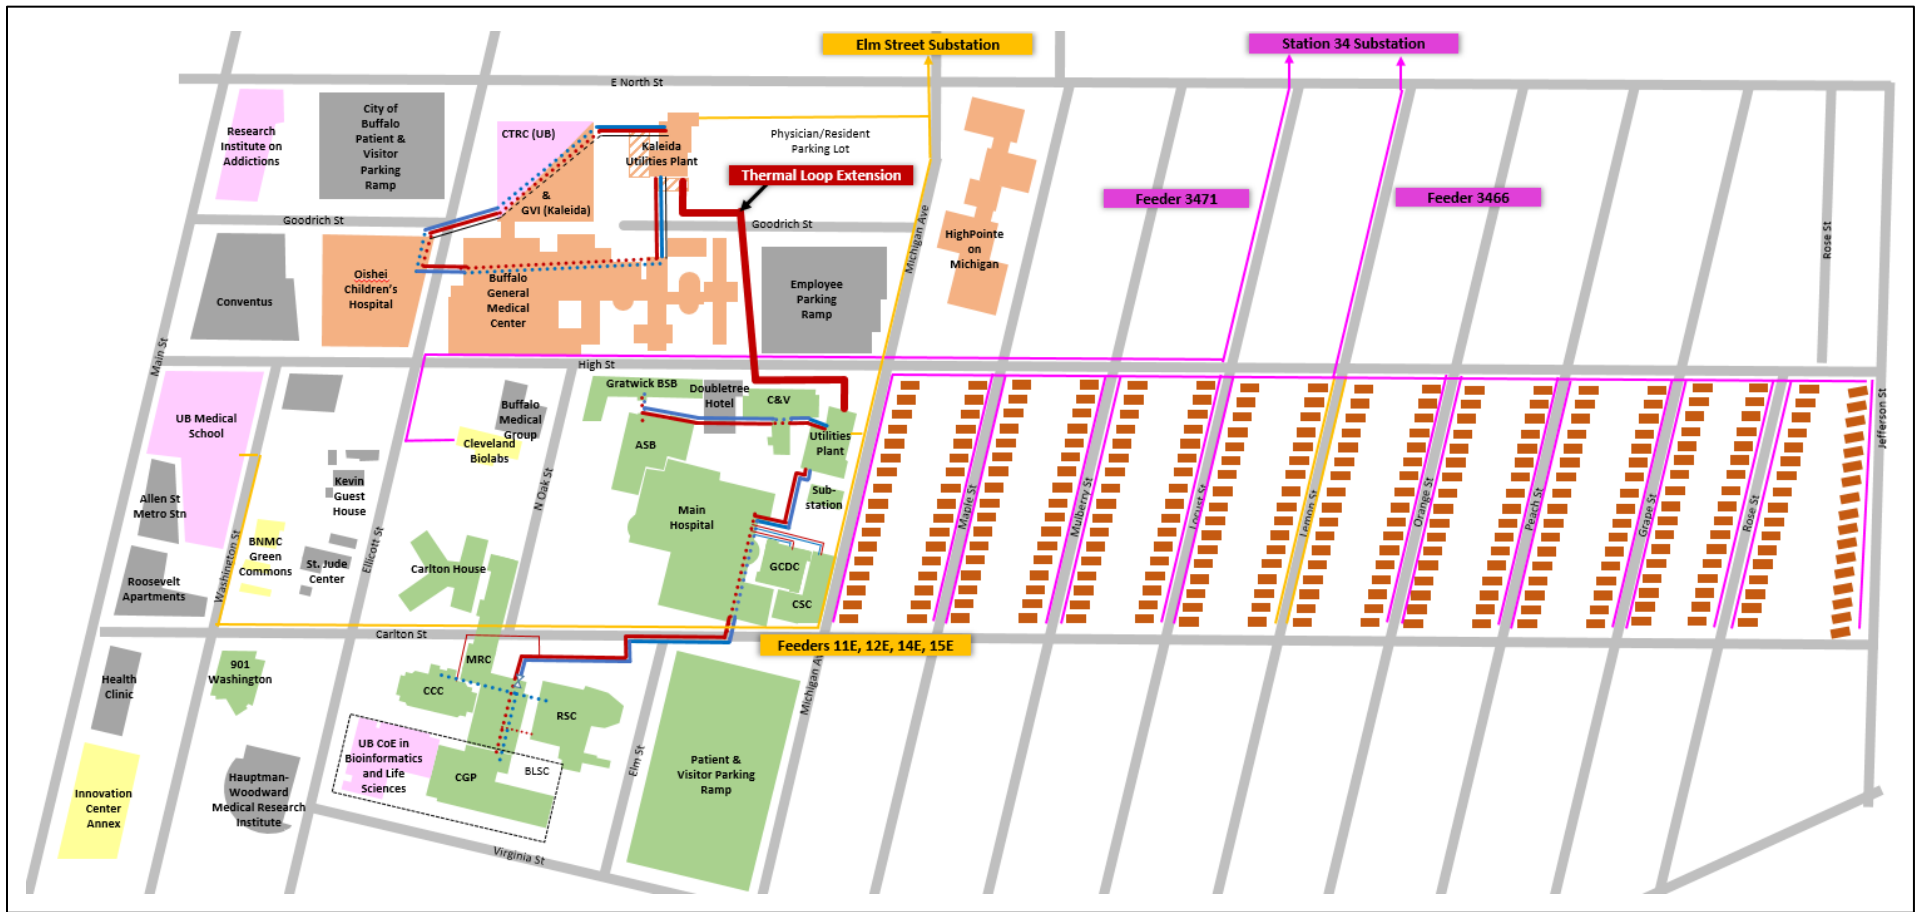 Elm Street Substation
Station 34 Substation
E North St
Research
Institute on
Addictions
City of
Buffalo
Patient &
Visitor
Parking
Ramp
CTRC (UB)
&
GVI (Kaleida)
Kaleida
Utilities Plant
Physician/Resident
Parking Lot
Thermal Loop Extension
Feeder 3471
Feeder 3466
Goodrich St
Goodrich St
Michigan Ave
HighPointe
on
Michigan
Rose St
Conventus
Oishei
Children's
Hospital
Buffalo
General
Medical
Center
Employee
Parking
Ramp
Main St
High St
UB Medical
School
Buffalo
Medical
Group
Cleveland
Biolabs
Gratwick BSB
Doubletree
Hotel
C&V
ASB
Utilities
Plant
Jefferson St
Allen St
Metro Stn
Kevin
Guest
House
N Oak St
Main
Hospital
Sub-
station
Maple St
Mulberry St
Locust St
Lemon St
Orange St
Peach St
Grape St
Rose St
Washington St
BNMC
Green
Commons
St. Jude
Center
Ellicott St
Carlton House
GCDC
CSC
Roosevelt
Apartments
Carlton St
Feeders 11E, 12E, 14E, 15E
Michigan Av
Health
Clinic
901
Washington
MRC
CCC
RSC
UB CoE in
Bioinformatics
and Life
Sciences
CGP
BLSC
Elm St
Patient &
Visitor Parking
Ramp
Innovation
Center
Annex
Hauptman-
Woodward
Medical Research
Institute
Virginia St